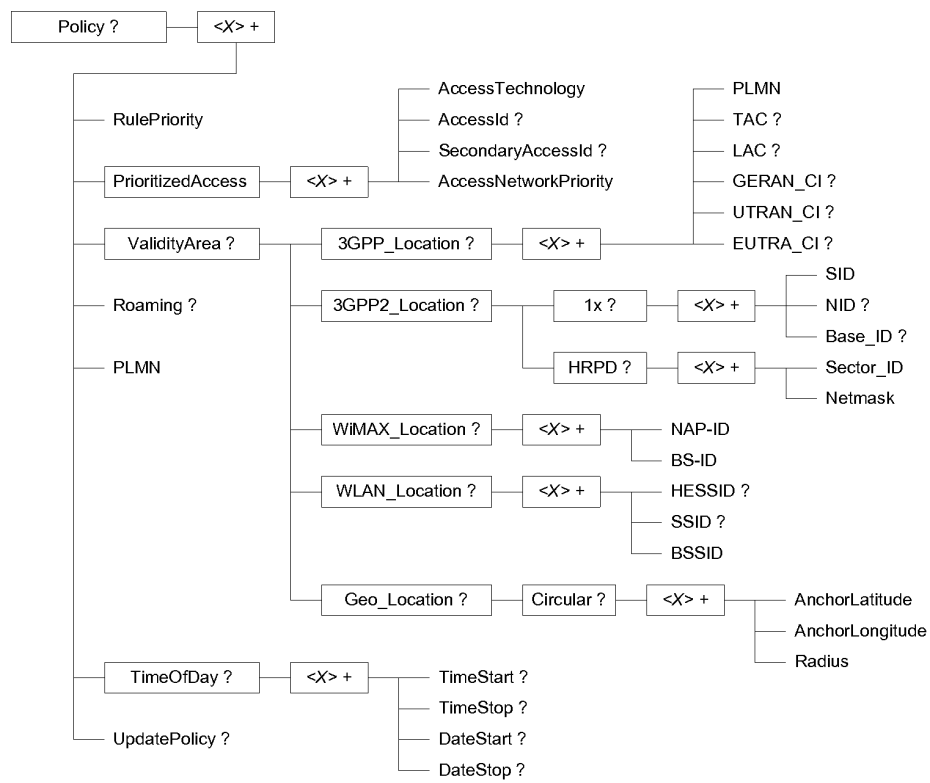 Policy ?
<X> +
RulePriority
PrioritizedAccess
<X> +
AccessTechnology
AccessId ?
SecondaryAccessId ?
AccessNetworkPriority
ValidityArea ?
3GPP_Location ?
<X> +
PLMN
TAC ?
LAC ?
GERAN_CI ?
UTRAN_CI ?
EUTRA_CI ?
3GPP2_Location ?
1x ?
<X> +
SID
NID ?
Base_ID ?
HRPD ?
<X> +
Sector_ID
Netmask
WiMAX_Location ?
<X> +
NAP-ID
BS-ID
WLAN_Location ?
<X> +
HESSID ?
SSID ?
BSSID
Geo_Location ?
Circular ?
<X> +
AnchorLatitude
AnchorLongitude
Radius
Roaming ?
PLMN
TimeOfDay ?
<X> +
TimeStart ?
TimeStop ?
DateStart ?
DateStop ?
UpdatePolicy ?